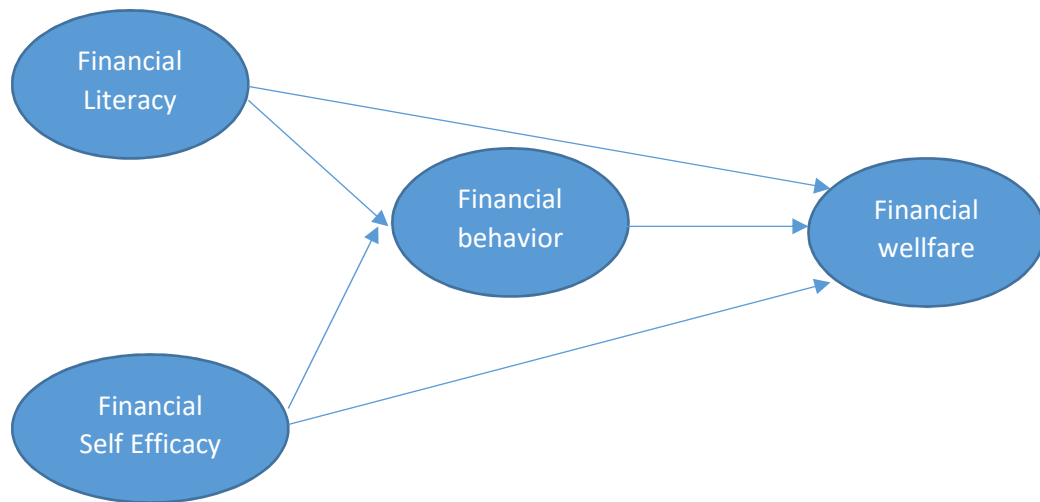 Financial
Literacy
Financial
behavior
Financial
wellfare
Financial
Self Efficacy